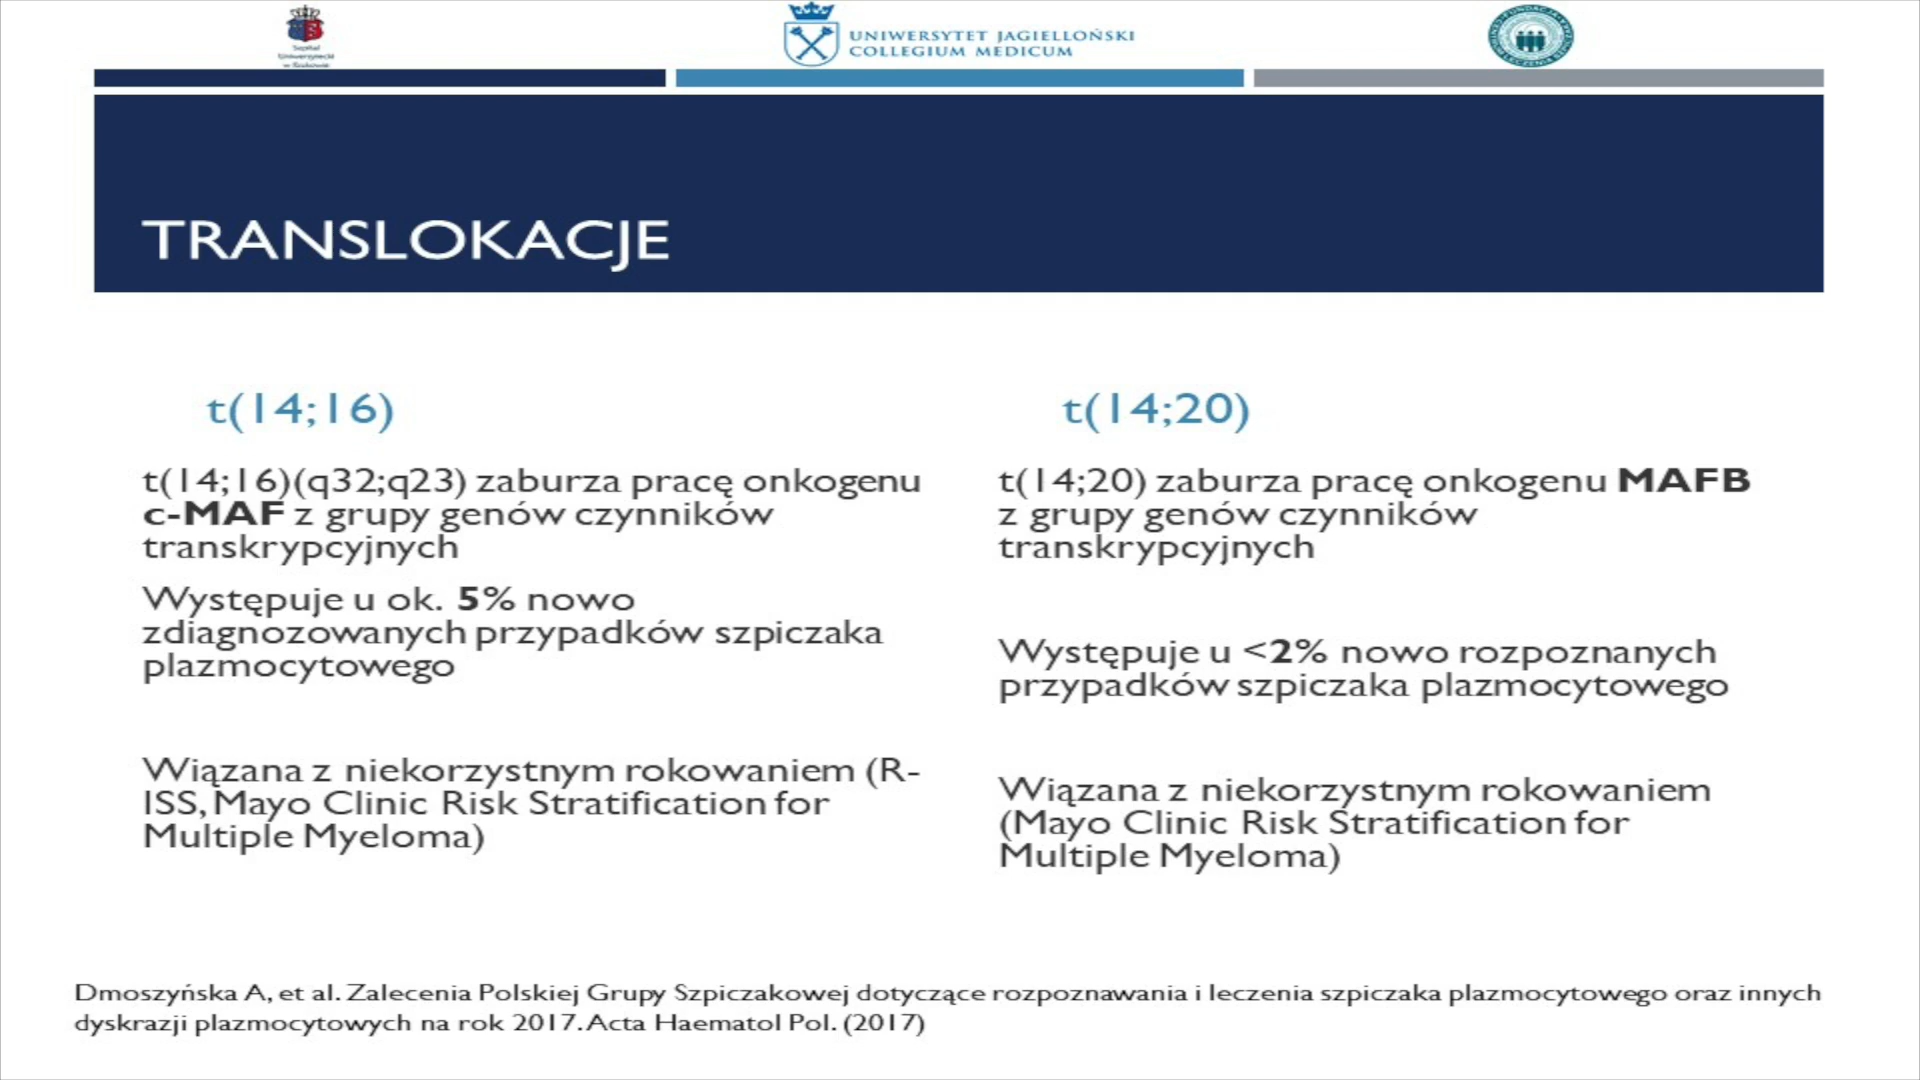 Szpital
Uniwersytecki
w Krakowie
UNIWERSYTET JAGIELLOŃSKI
COLLEGIUM MEDICUM
TRANSLOKACJE
t(14;16)
t(14;16)(q32;q23) zaburza pracę onkogenu
c-MAF z grupy genów czynników
transkrypcyjnych
Występuje u ok. 5% nowo
zdiagnozowanych przypadków szpiczaka
plazmocytowego
Wiązana z niekorzystnym rokowaniem (R-
ISS, Mayo Clinic Risk Stratification for
Multiple Myeloma)
t(14;20)
t(14;20) zaburza pracę onkogenu MAFB
z grupy genów czynników
transkrypcyjnych
Występuje u <2% nowo rozpoznanych
przypadków szpiczaka plazmocytowego
Wiązana z niekorzystnym rokowaniem
(Mayo Clinic Risk Stratification for
Multiple Myeloma)
Dmoszyńska A, et al. Zalecenia Polskiej Grupy Szpiczakowej dotyczące rozpoznawania i leczenia szpiczaka plazmocytowego oraz innych
dyskrazji plazmocytowych na rok 2017. Acta Haematol Pol. (2017)